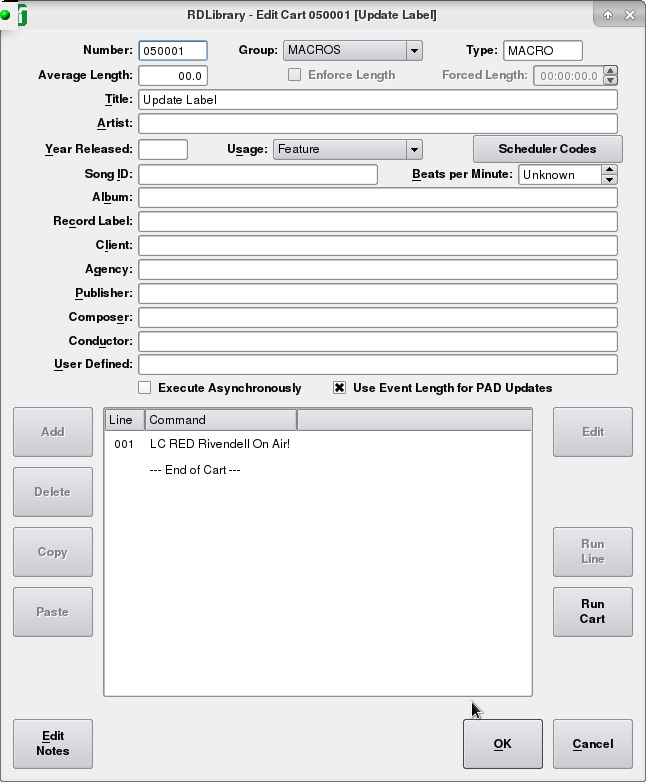 RDLibrary - Edit Cart 050001 [Update Label]
Number: 050001 Group: MACROS Type: MACRO
Average Length: 00.0 Enforce Length Forced Length: 00:00:00.0
Title: Update Label
Artist:
Year Released: Usage: Feature Scheduler Codes
Song ID: Beats per Minute: Unknown
Album:
Record Label:
Client:
Agency:
Publisher:
Composer:
Conductor:
User Defined:
Execute Asynchronously Use Event Length for PAD Updates
Line Command
001 LC RED Rivendell On Air!
--- End of Cart ---
Add
Delete
Copy
Paste
Edit
Run
Line
Run
Cart
Edit
Notes
OK
Cancel